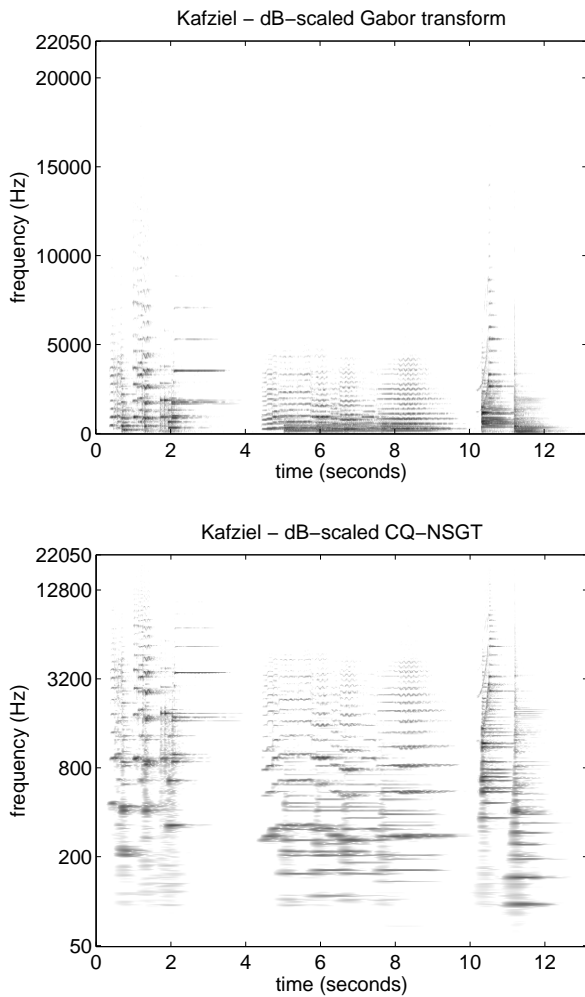 Kafziel − dB−scaled Gabor transform
22050
20000
15000
10000
5000
0
frequency (Hz)
0 2 4 6 8 10 12
time (seconds)
Kafziel − dB−scaled CQ−NSGT
22050
12800
3200
800
200
50
frequency (Hz)
0 2 4 6 8 10 12
time (seconds)